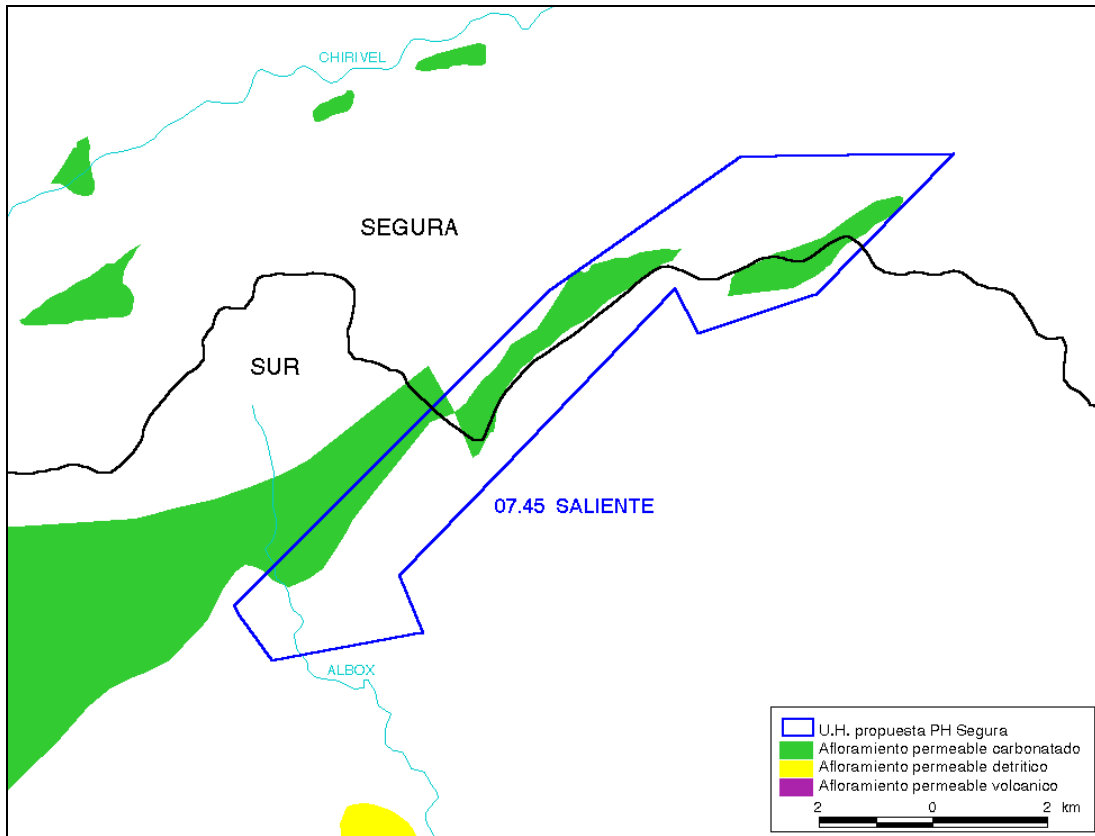 CHIRIVEL
SEGURA
SUR
07.45 SALIENTE
ALBOX
U.H. propuesta PH Segura
Afloramiento permeable carbonatado
Afloramiento permeable detrítico
Afloramiento permeable volcanico
2 0 2 km